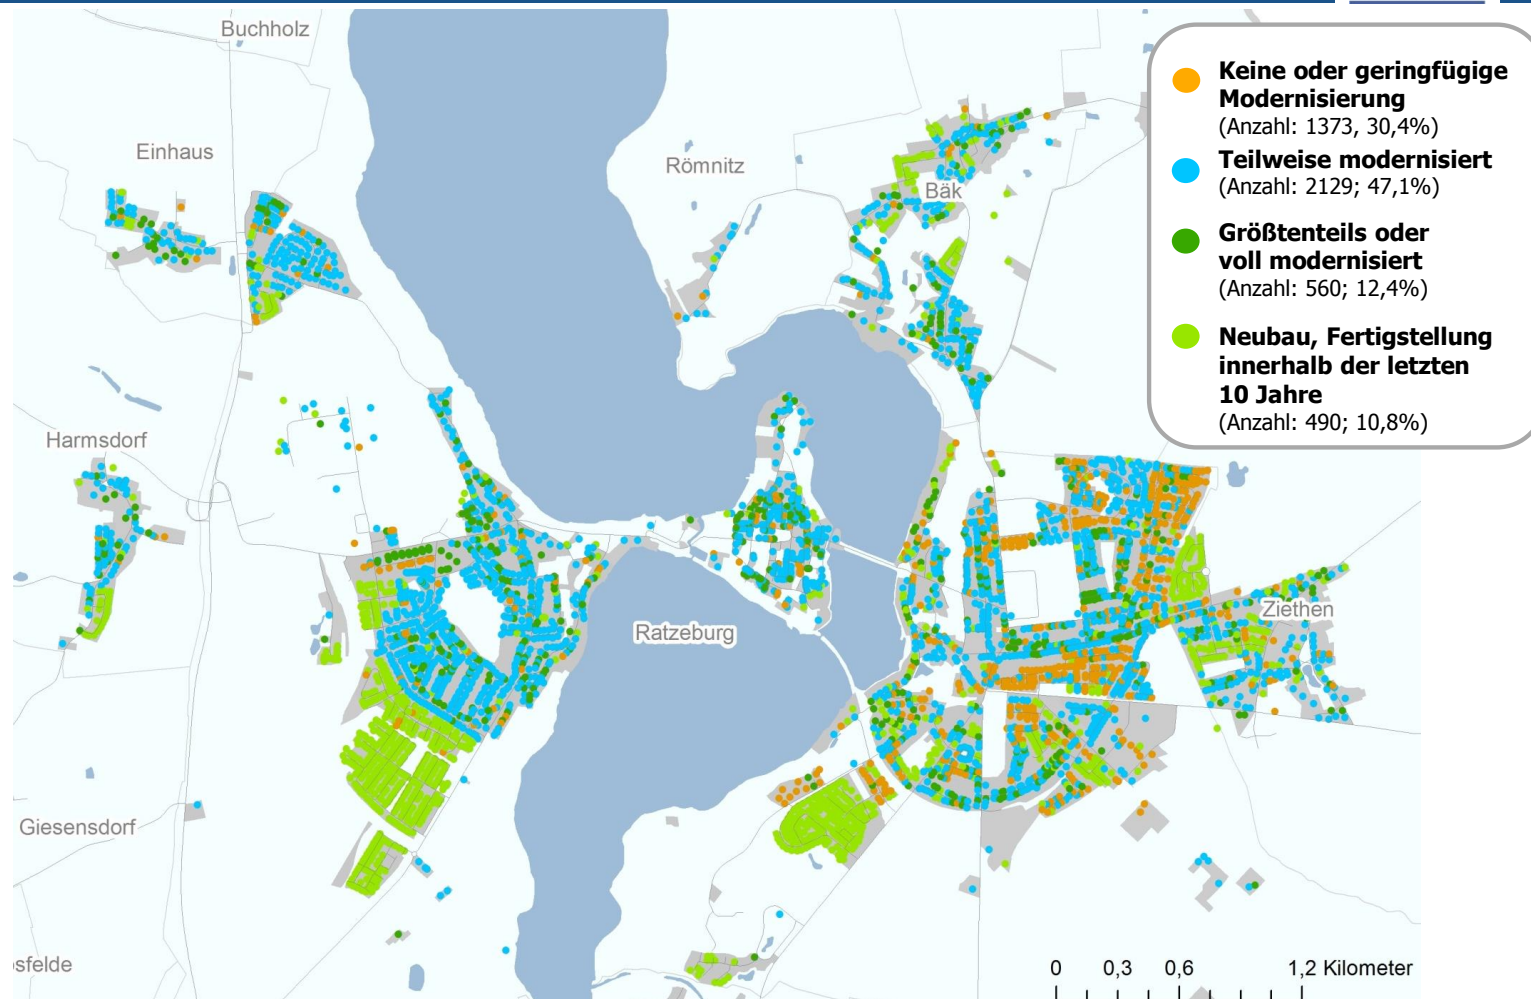 Buchholz
Einhaus
Römnitz
Bäk
Keine oder geringfügige
Modernisierung
(Anzahl: 1373, 30,4%)
Teilweise modernisiert
(Anzahl: 2129; 47,1%)
Größtenteils oder
voll modernisiert
(Anzahl: 560; 12,4%)
Neubau, Fertigstellung
innerhalb der letzten
10 Jahre
(Anzahl: 490; 10,8%)
Harmsdorf
Ziethen
Ratzeburg
Giesensdorf
sfelde
0 0,3 0,6 1,2 Kilometer